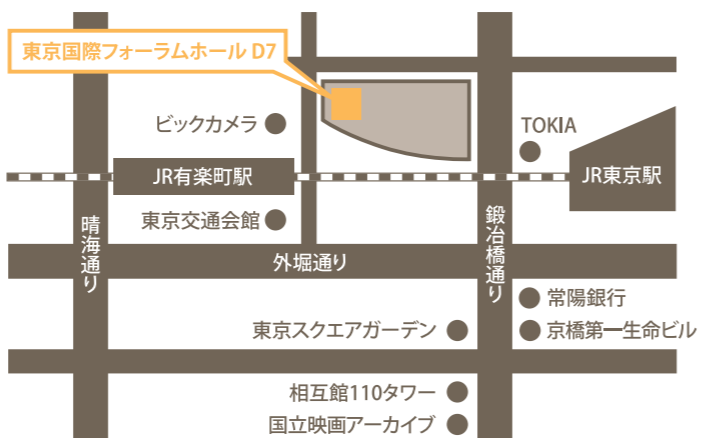 東京国際フォーラムホール D7
ビックカメラ
TOKIA
JR有楽町駅
JR東京駅
東京交通会館
晴海通り
鍛冶橋通り
外堀通り
常陽銀行
東京スクエアガーデン
京橋第一生命ビル
相互館110タワー
国立映画アーカイブ